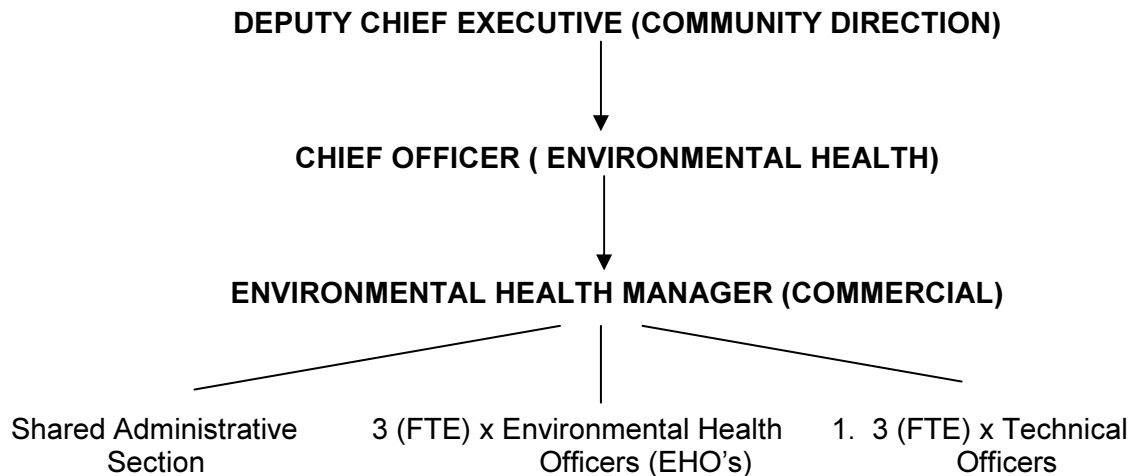 DEPUTY CHIEF EXECUTIVE (COMMUNITY DIRECTION)
CHIEF OFFICER ( ENVIRONMENTAL HEALTH)
ENVIRONMENTAL HEALTH MANAGER (COMMERCIAL)
Shared Administrative
Section
3 (FTE) x Environmental Health
Officers (EHO's)
1. 3 (FTE) x Technical
Officers